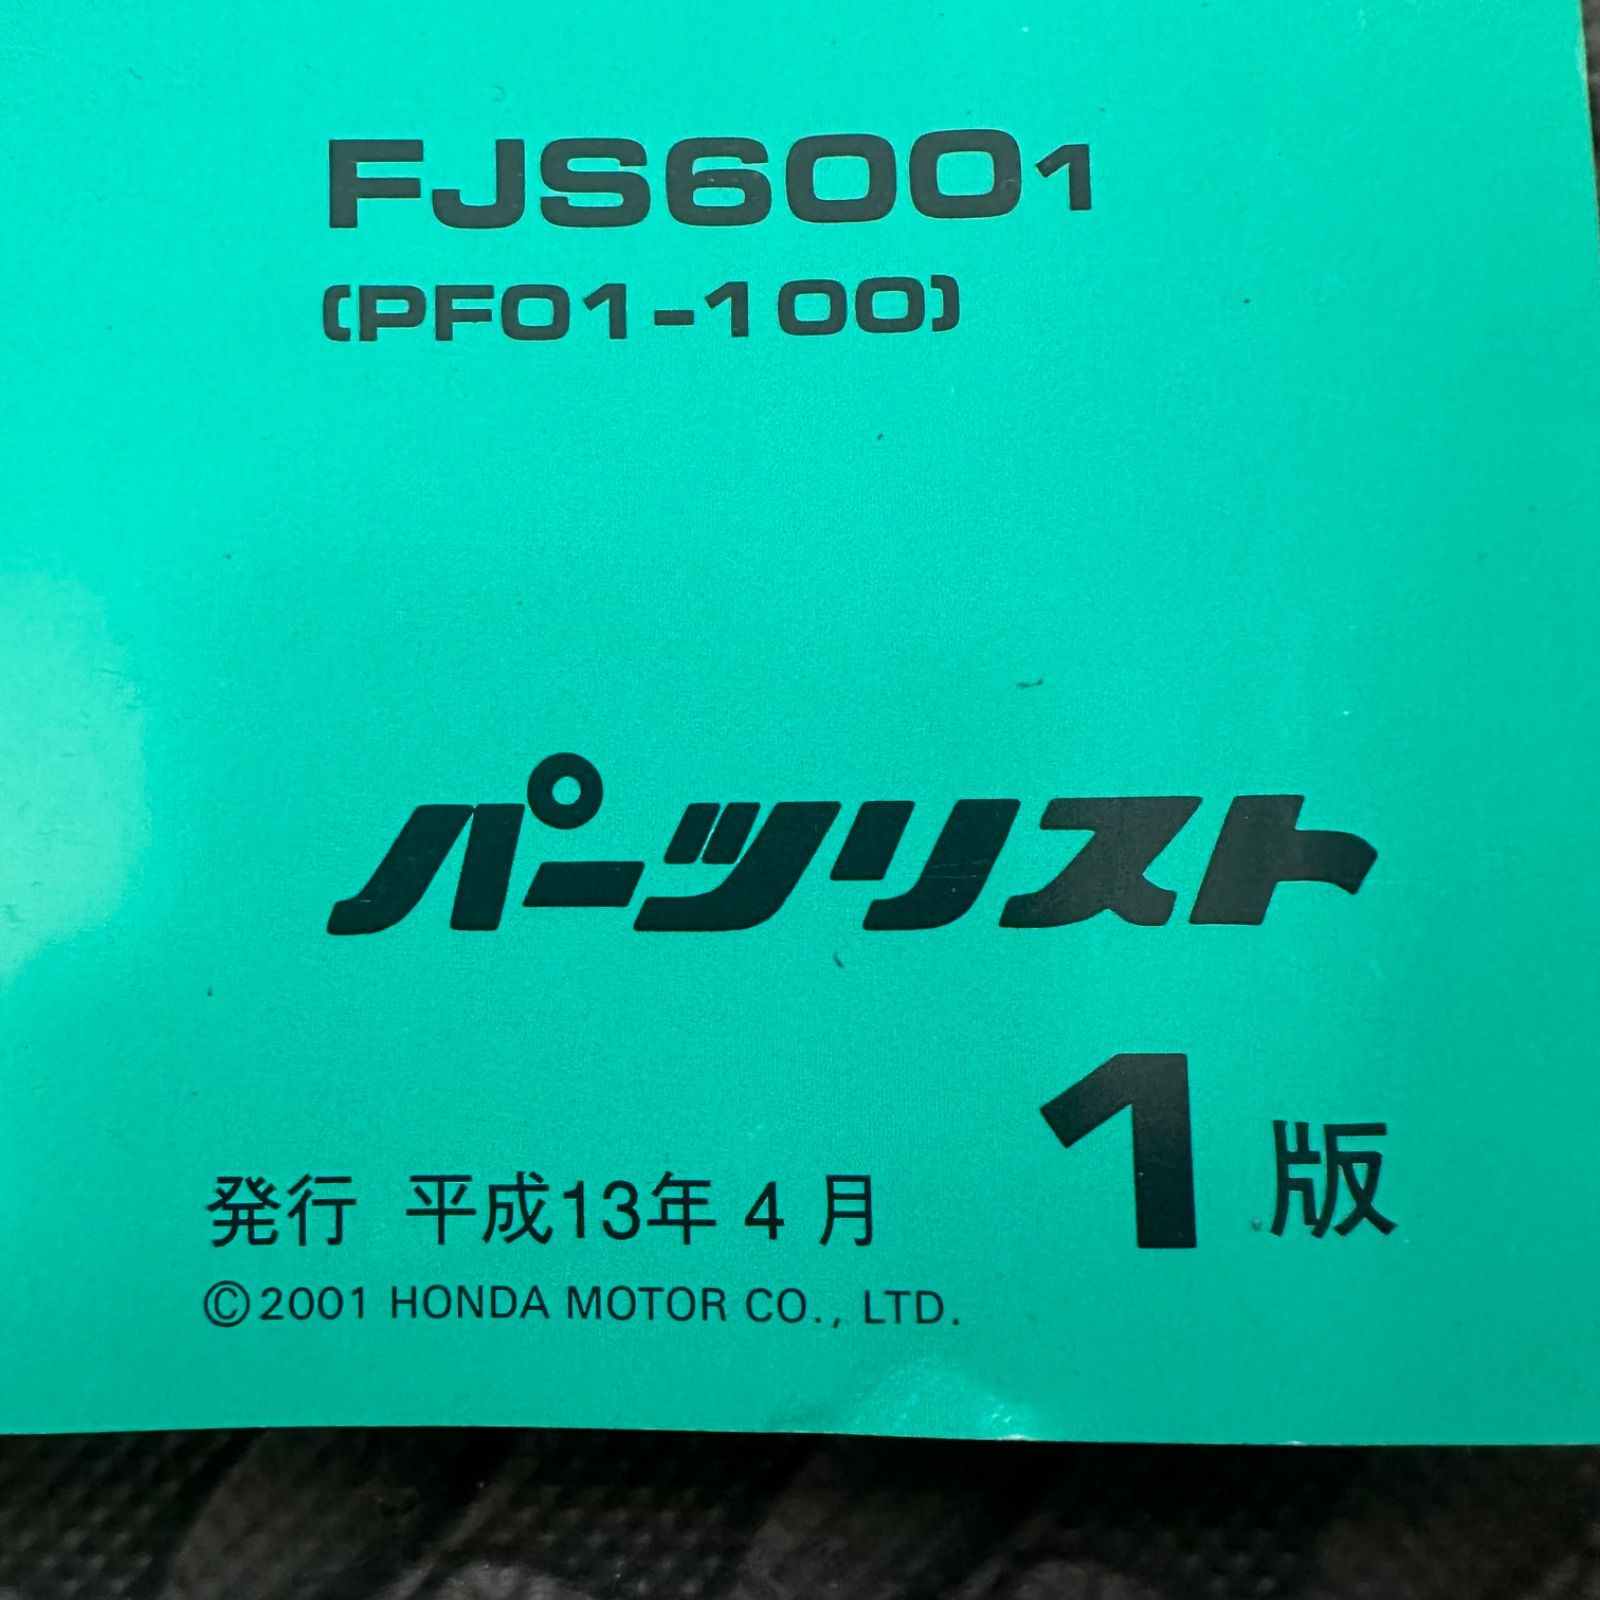 FJS6001
(PF01-100)
パーツリスト
1版
発行 平成13年4月
©2001 HONDA MOTOR CO., LTD.